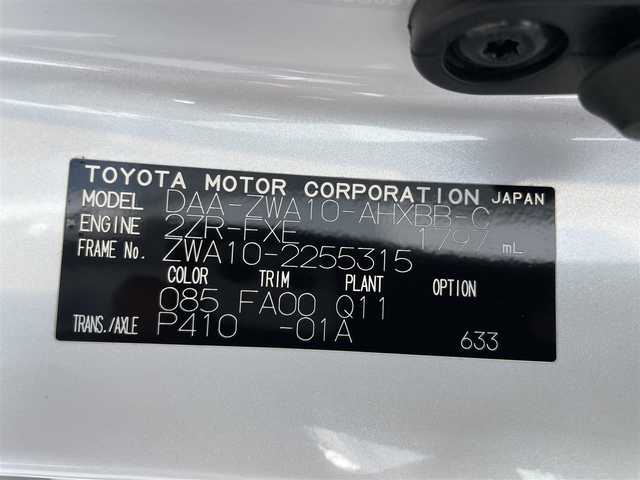 TOYOTA MOTOR CORPORATION JAPAN
MODEL DAA-ZWA10-AHXBB-C
ENGINE 2ZR-FXE 1797 mL
FRAME No. ZWA10-2255315
COLOR TRIM PLANT OPTION
085 FA00 Q11
TRANS./AXLE P410 -01A 633